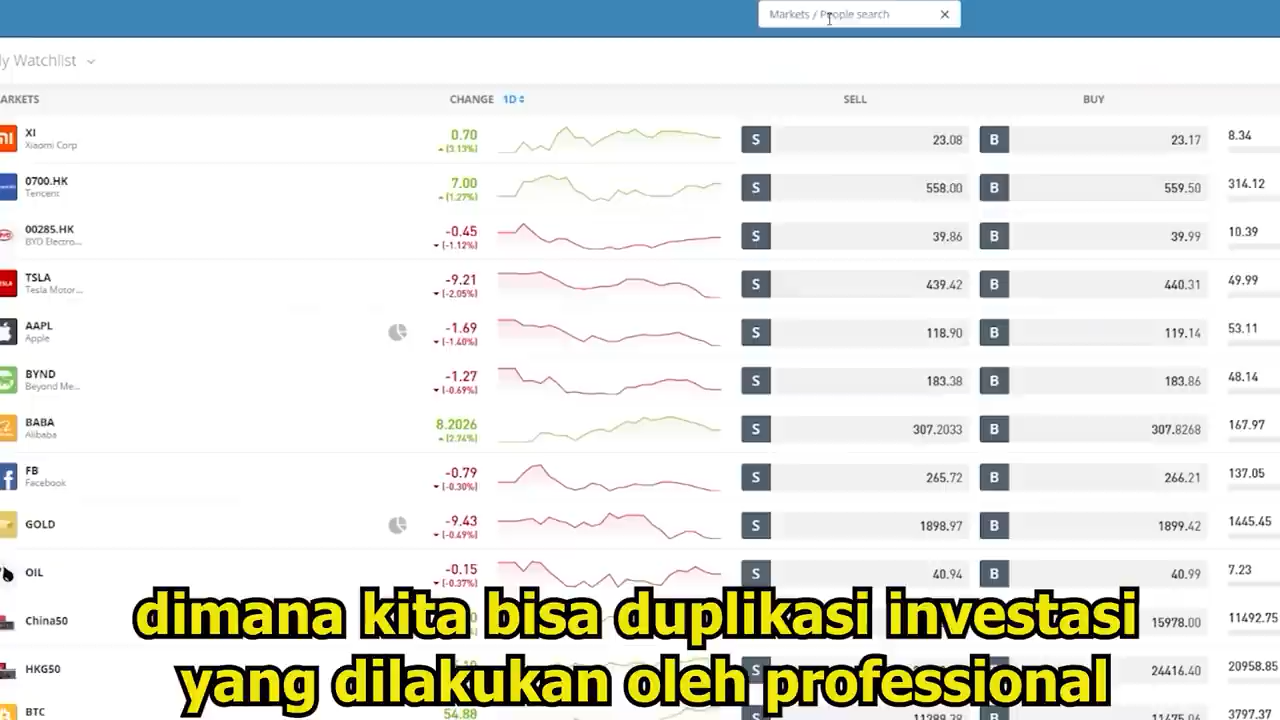 Markets / People search
ly Watchlist
ARKETS CHANGE 1D SELL BUY
XI 0.70 S 23.08 B 23.17 8.34
Xiaomi Corp (3.13%)
0700.HK 7.00 S 558.00 B 559.50 314.12
Tencent (1.27%)
00285.HK -0.45 S 39.86 B 39.99 10.39
BYD Electro... (-1.12%)
TSLA -9.21 S 439.42 B 440.31 49.99
Tesla Motor... (-2.05%)
AAPL -1.69 S 118.90 B 119.14 53.11
Apple (-1.40%)
BYND -1.27 S 183.38 B 183.86 48.14
Beyond Me... (-0.69%)
BABA 8.2026 S 307.2033 B 307.8268 167.97
Alibaba (2.74%)
FB -0.79 S 265.72 B 266.21 137.05
Facebook (-0.30%)
GOLD -9.43 S 1898.97 B 1899.42 1445.45
(-0.49%)
OIL -0.15 S 40.94 B 40.99 7.23
(-0.37%)
dimana kita bisa duplikasi investasi
China50 15978.00 11492.75
yang dilakukan oleh professional
HKG50 24416.40 20958.85
BTC 54.88 11289.38 B 11475.06 3797.37